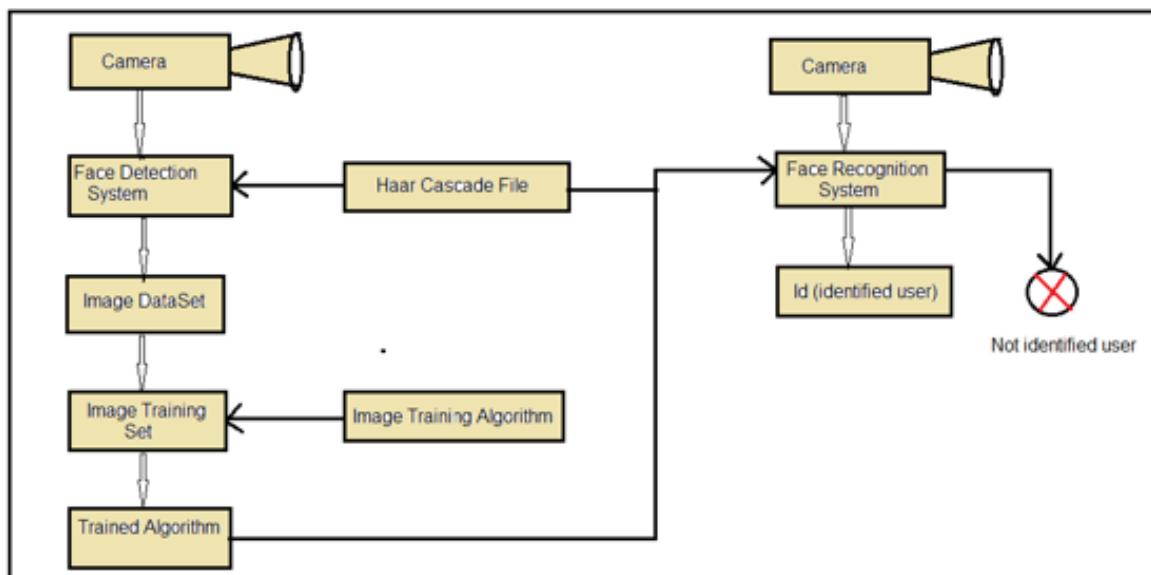 Camera
Face Detection
System
Image DataSet
Image Training
Set
Trained Algorithm
Haar Cascade File
Image Training Algorithm
Camera
Face Recognition
System
Id (identified user)
Not identified user